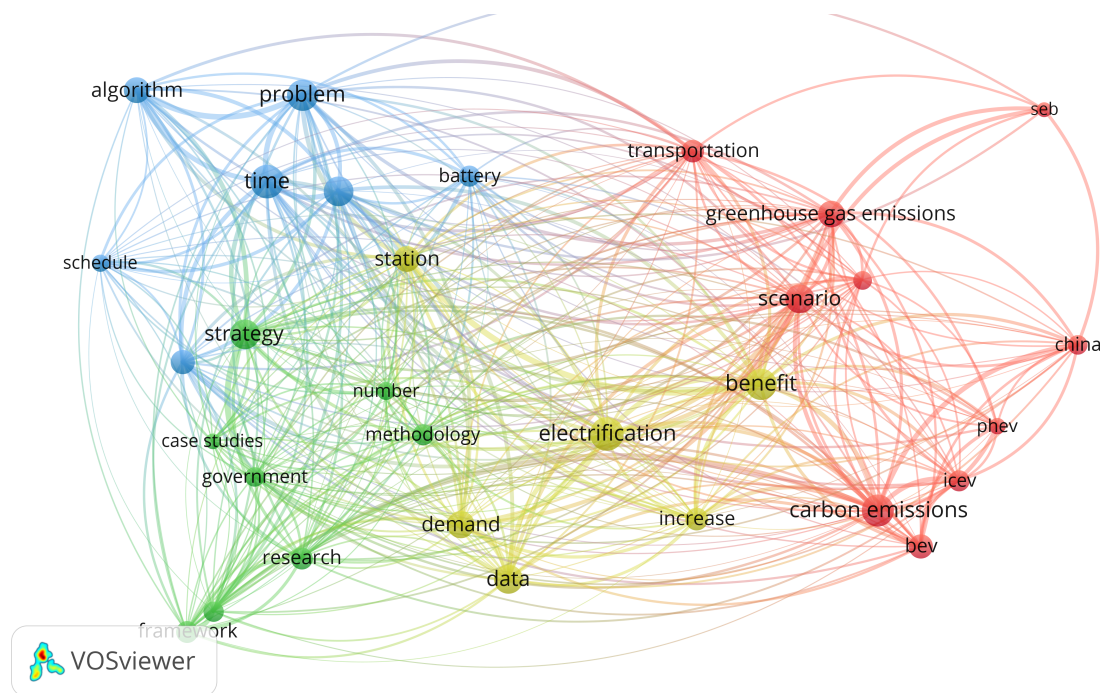 algorithm
problem
seb
transportation
time
battery
greenhouse gas emissions
station
schedule
scenario
strategy
china
number
benefit
phev
case studies
methodology
electrification
government
icev
carbon emissions
demand
increase
bev
research
data
framework
VOSviewer